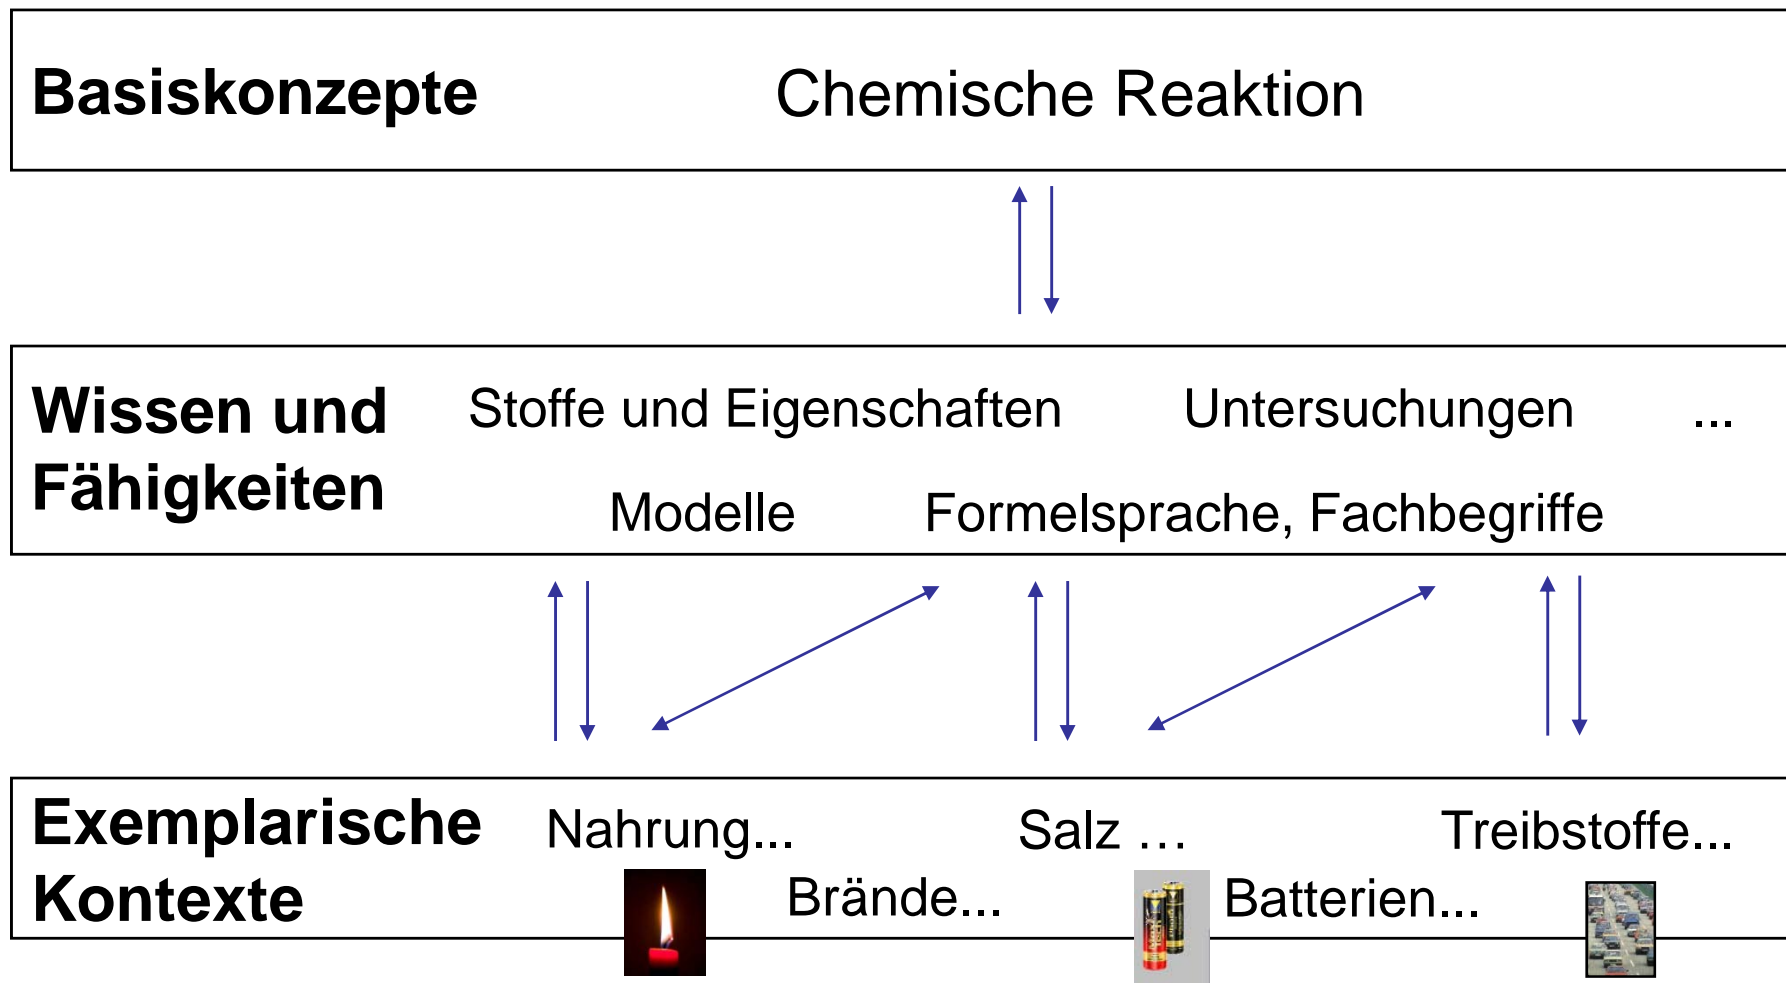 Basiskonzepte Chemische Reaktion
Wissen und Fähigkeiten
Stoffe und Eigenschaften Untersuchungen ...
Modelle Formelsprache, Fachbegriffe
Exemplarische Kontexte
Nahrung... Salz … Treibstoffe...
Brände... Batterien...